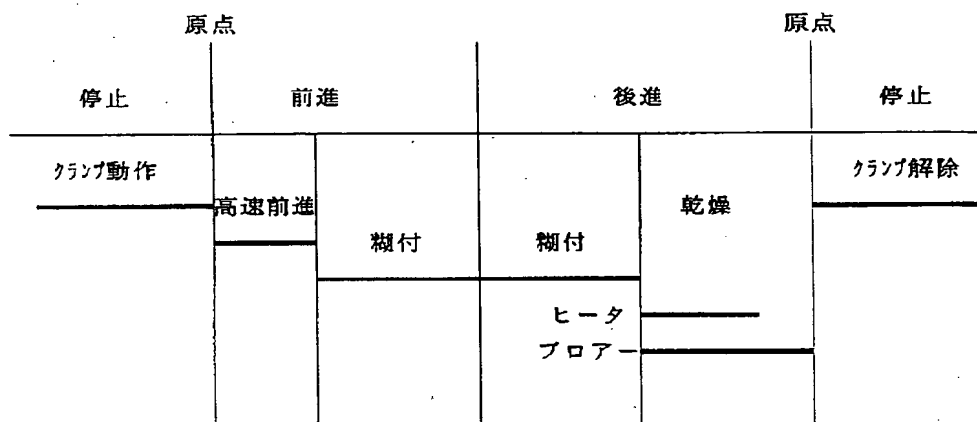 原点 原点
停止 前進 後進 停止
クランプ動作 クランプ解除
高速前進 乾燥
糊付 糊付
ヒータ
ブロアー